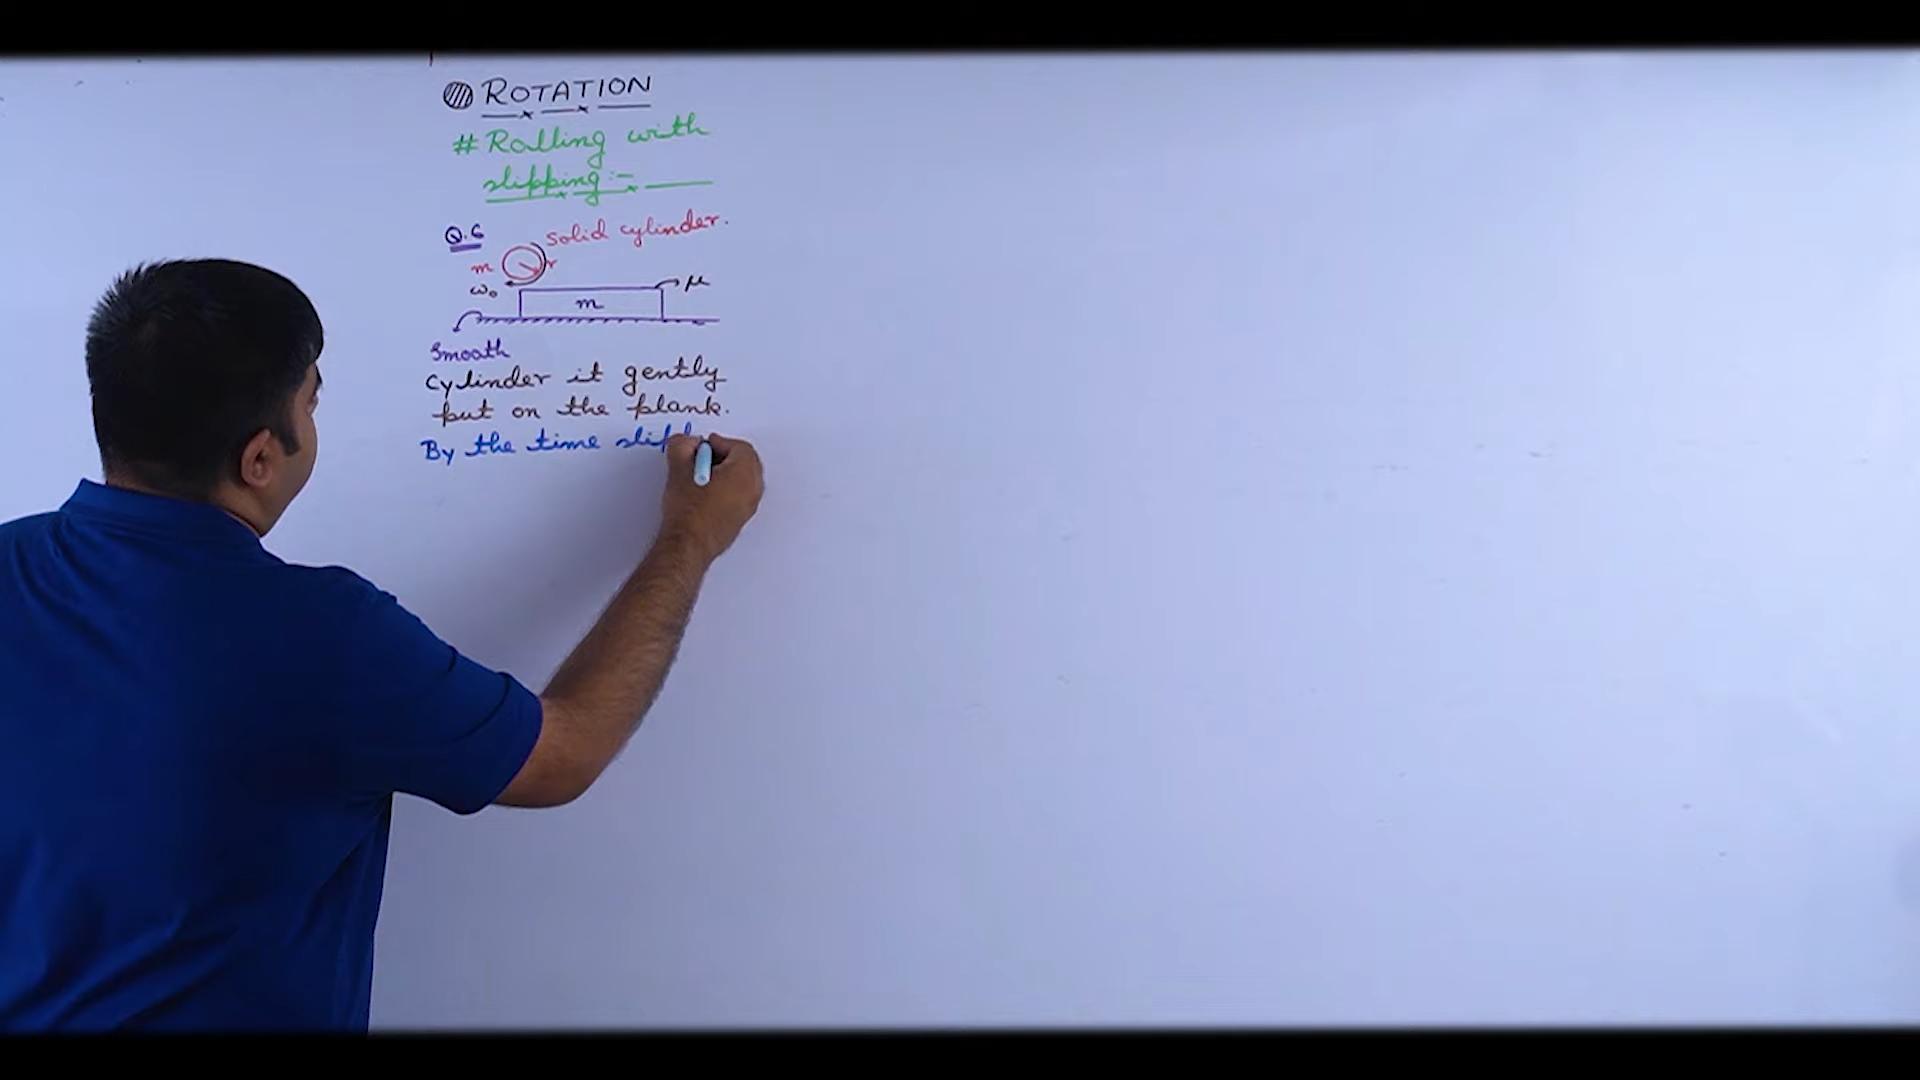 ROTATION
# Rolling with
slipping :-
Q.6
solid cylinder.
m
r
ω₀
μ
m
Smooth
Cylinder it gently
put on the plank.
By the time